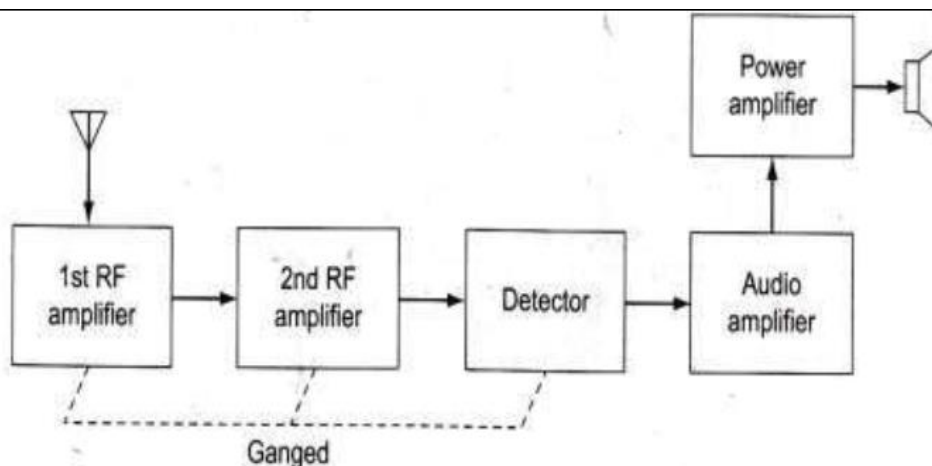 Power
amplifier
1st RF
amplifier
2nd RF
amplifier
Detector
Audio
amplifier
Ganged